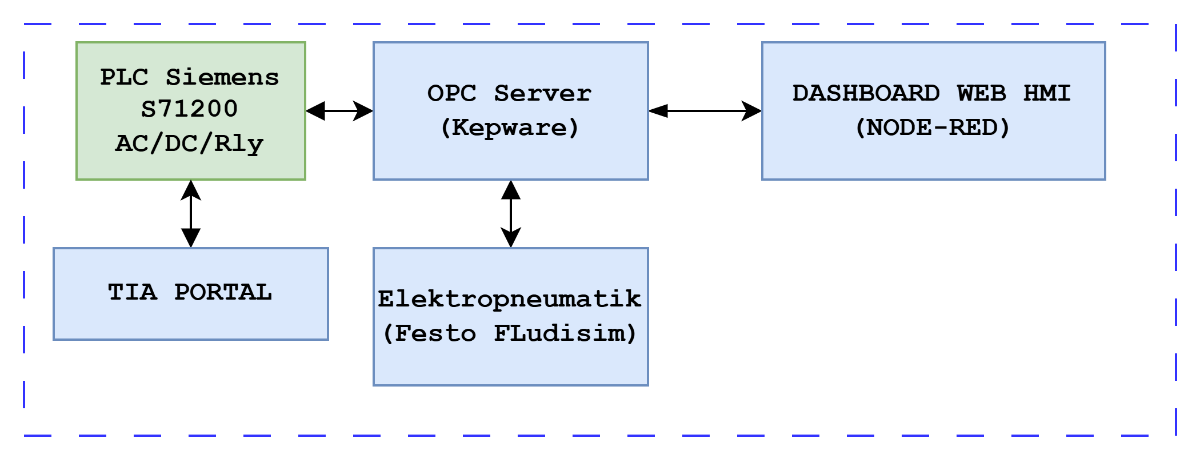 PLC Siemens
S71200
AC/DC/Rly
OPC Server
(Kepware)
DASHBOARD WEB HMI
(NODE-RED)
TIA PORTAL
Elektropneumatik
(Festo FLudisim)